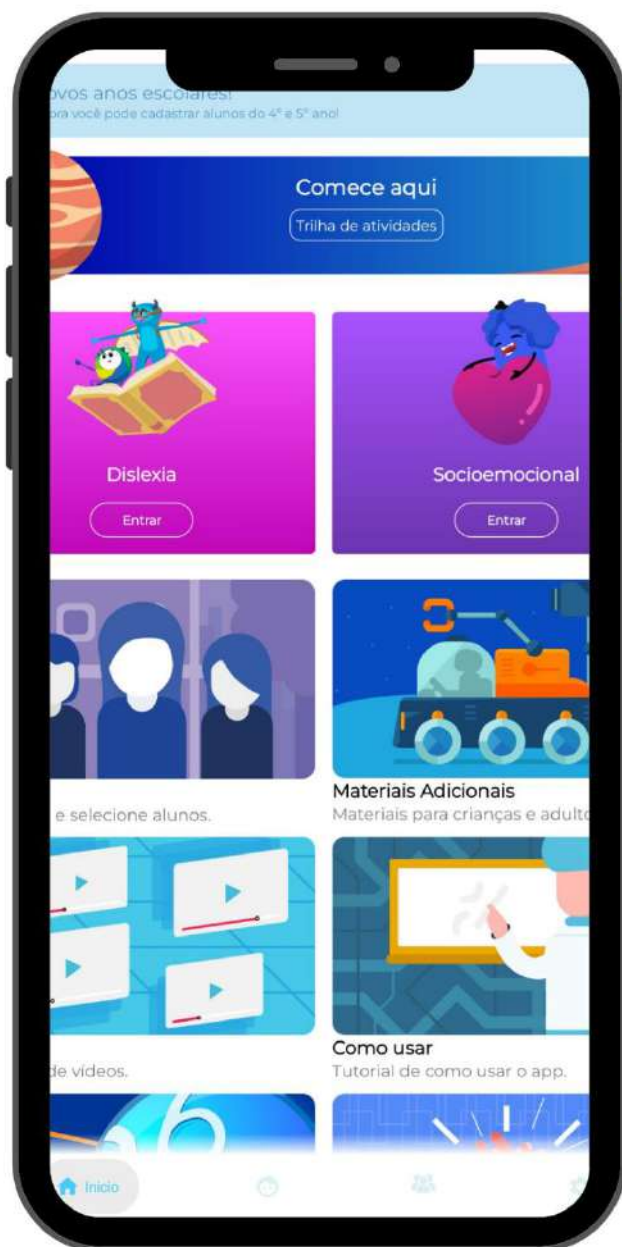 ovos anos escolares!
ora você pode cadastrar alunos do 4º e 5º ano!
Comece aqui
Trilha de atividades
Dislexia
Entrar
Socioemocional
Entrar
e selecione alunos.
Materiais Adicionais
Materiais para crianças e adulto
de vídeos.
Como usar
Tutorial de como usar o app.
6
Inicio